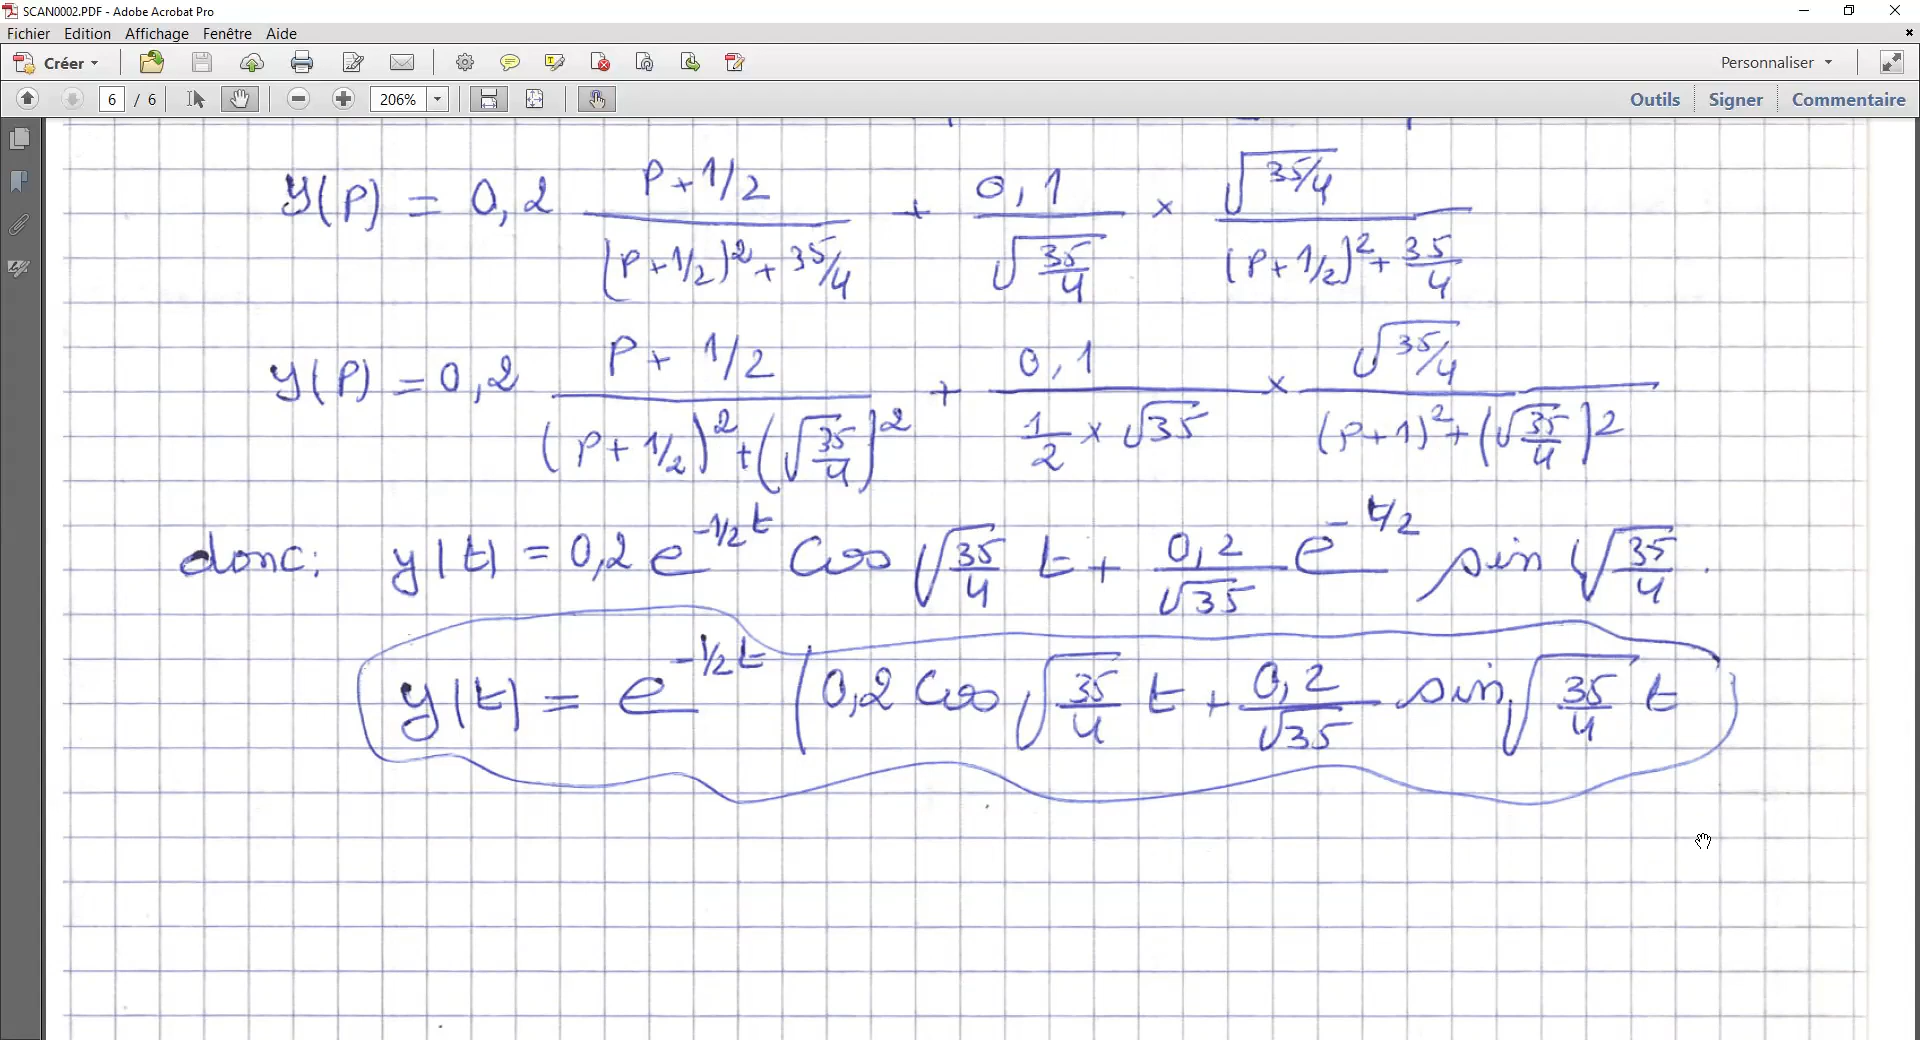 SCAN0002.PDF - Adobe Acrobat Pro
Fichier Edition Affichage Fenêtre Aide
Créer Personnaliser
6 / 6 206% Outils Signer Commentaire
Y(P) = 0,2 (P+1/2)/((P+1/2)² + 35/4) + 0,1/√(35/4) × √(35/4)/((P+1/2)² + 35/4)
Y(P) = 0,2 (P+1/2)/((P+1/2)² + (√(35/4))²) + 0,1/(1/2 × √35) × √(35/4)/((P+1)² + (√(35/4))²)
donc: y(t) = 0,2 e^(-1/2 t) cos √(35/4) t + 0,2/√35 e^(-t/2) sin √(35/4) .
y(t) = e^(-1/2 t) (0,2 cos √(35/4) t + 0,2/√35 sin √(35/4) t)